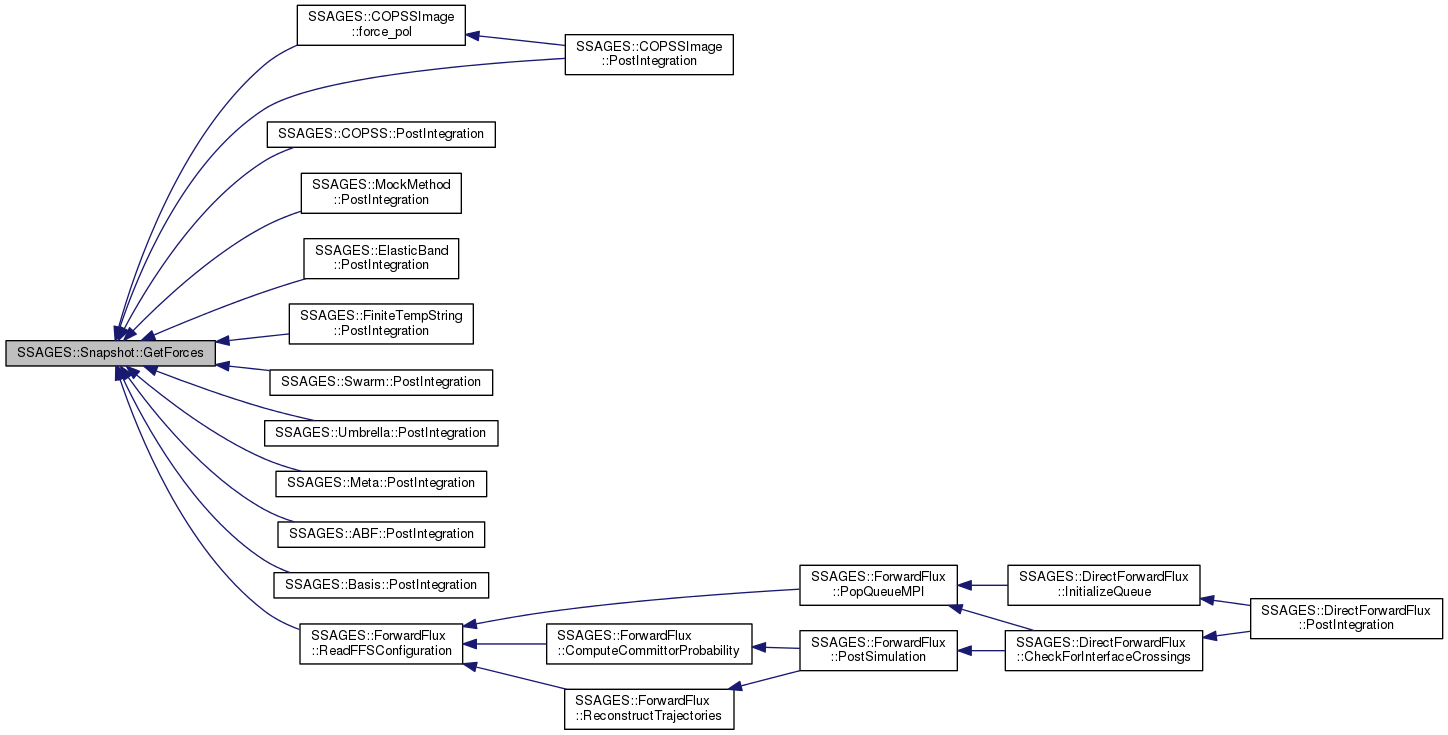 SSAGES::COPSSImage
::force_pol
SSAGES::COPSSImage
::PostIntegration
SSAGES::COPSS::PostIntegration
SSAGES::MockMethod
::PostIntegration
SSAGES::ElasticBand
::PostIntegration
SSAGES::FiniteTempString
::PostIntegration
SSAGES::Snapshot::GetForces
SSAGES::Swarm::PostIntegration
SSAGES::Umbrella::PostIntegration
SSAGES::Meta::PostIntegration
SSAGES::ABF::PostIntegration
SSAGES::Basis::PostIntegration
SSAGES::ForwardFlux
::ReadFFSConfiguration
SSAGES::ForwardFlux
::PopQueueMPI
SSAGES::DirectForwardFlux
::InitializeQueue
SSAGES::DirectForwardFlux
::PostIntegration
SSAGES::ForwardFlux
::ComputeCommittorProbability
SSAGES::ForwardFlux
::PostSimulation
SSAGES::DirectForwardFlux
::CheckForInterfaceCrossings
SSAGES::ForwardFlux
::ReconstructTrajectories